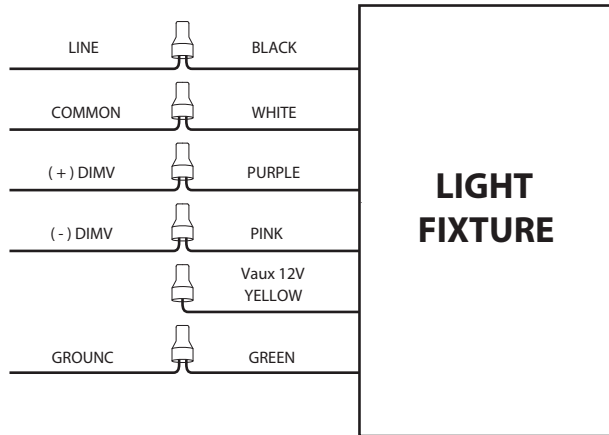 LINE BLACK
COMMON WHITE
( + ) DIMV PURPLE
LIGHT
FIXTURE
( - ) DIMV PINK
Vaux 12V
YELLOW
GROUNC GREEN